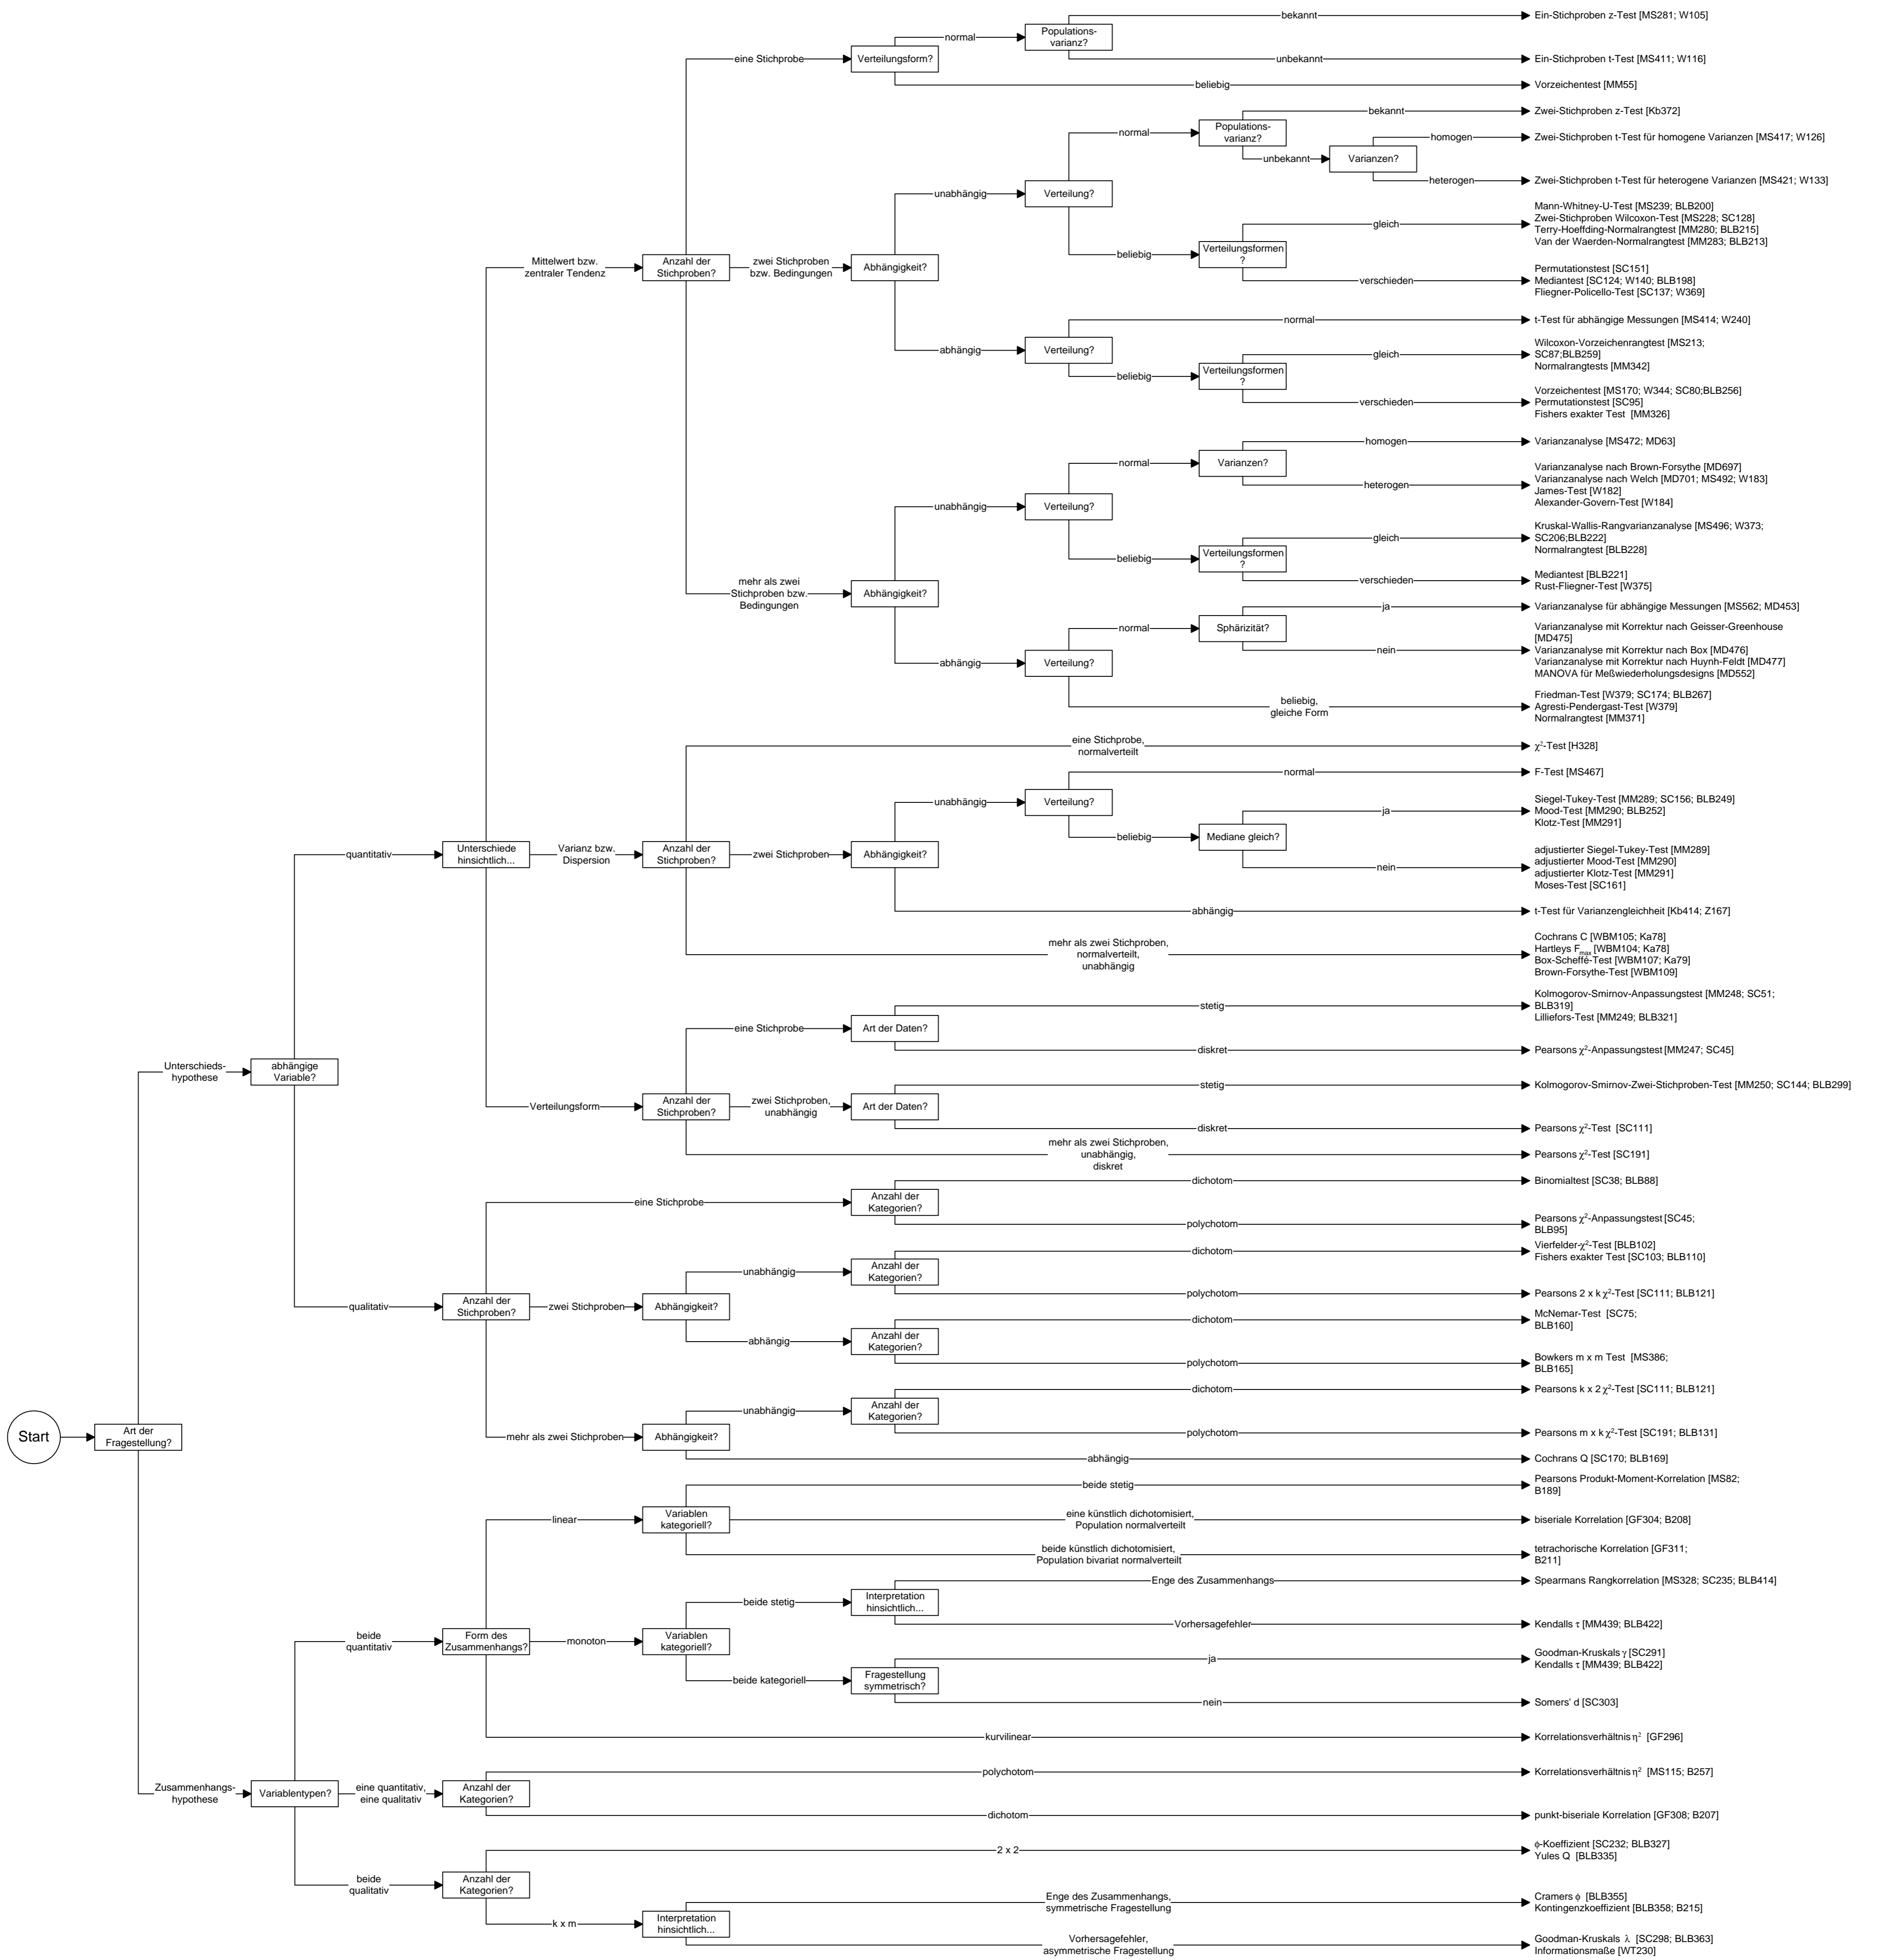 bekannt
Ein-Stichproben z-Test [MS281; W105]
Populations-
varianz?
normal
eine Stichprobe
Verteilungsform?
unbekannt
Ein-Stichproben t-Test [MS411; W116]
beliebig
Vorzeichentest [MM55]
bekannt
Zwei-Stichproben z-Test [Kb372]
Populations-
varianz?
normal
homogen
Zwei-Stichproben t-Test für homogene Varianzen [MS417; W126]
unbekannt
Varianzen?
heterogen
Zwei-Stichproben t-Test für heterogene Varianzen [MS421; W133]
unabhängig
Verteilung?
Mann-Whitney-U-Test [MS239; BLB200]
gleich
Zwei-Stichproben Wilcoxon-Test [MS228; SC128]
Terry-Hoeffding-Normalrangtest [MM280; BLB215]
Van der Waerden-Normalrangtest [MM283; BLB213]
beliebig
Verteilungsformen
?
Mittelwert bzw.
zentraler Tendenz
Anzahl der
Stichproben?
zwei Stichproben
bzw. Bedingungen
Abhängigkeit?
Permutationstest [SC151]
verschieden
Mediantest [SC124; W140; BLB198]
Fliegner-Policello-Test [SC137; W369]
normal
t-Test für abhängige Messungen [MS414; W240]
abhängig
Verteilung?
gleich
Wilcoxon-Vorzeichenrangtest [MS213;
SC87;BLB259]
Normalrangtests [MM342]
beliebig
Verteilungsformen
?
Vorzeichentest [MS170; W344; SC80;BLB256]
verschieden
Permutationstest [SC95]
Fishers exakter Test [MM326]
homogen
Varianzanalyse [MS472; MD63]
normal
Varianzen?
Varianzanalyse nach Brown-Forsythe [MD697]
heterogen
Varianzanalyse nach Welch [MD701; MS492; W183]
James-Test [W182]
Alexander-Govern-Test [W184]
unabhängig
Verteilung?
gleich
Kruskal-Wallis-Rangvarianzanalyse [MS496; W373;
SC206;BLB222]
Normalrangtest [BLB228]
beliebig
Verteilungsformen
?
verschieden
Mediantest [BLB221]
Rust-Fliegner-Test [W375]
mehr als zwei
Stichproben bzw.
Bedingungen
Abhängigkeit?
ja
Varianzanalyse für abhängige Messungen [MS562; MD453]
normal
Sphärizität?
nein
Varianzanalyse mit Korrektur nach Geisser-Greenhouse
[MD475]
Varianzanalyse mit Korrektur nach Box [MD476]
Varianzanalyse mit Korrektur nach Huynh-Feldt [MD477]
MANOVA für Meßwiederholungsdesigns [MD552]
abhängig
Verteilung?
beliebig,
gleiche Form
Friedman-Test [W379; SC174; BLB267]
Agresti-Pendergast-Test [W379]
Normalrangtest [MM371]
eine Stichprobe,
normalverteilt
χ²-Test [H328]
normal
F-Test [MS467]
unabhängig
Verteilung?
ja
Siegel-Tukey-Test [MM289; SC156; BLB249]
Mood-Test [MM290; BLB252]
Klotz-Test [MM291]
beliebig
Mediane gleich?
quantitativ
Unterschiede
hinsichtlich...
Varianz bzw.
Dispersion
Anzahl der
Stichproben?
zwei Stichproben
Abhängigkeit?
nein
adjustierter Siegel-Tukey-Test [MM289]
adjustierter Mood-Test [MM290]
adjustierter Klotz-Test [MM291]
Moses-Test [SC161]
abhängig
t-Test für Varianzengleichheit [Kb414; Z167]
mehr als zwei Stichproben,
normalverteilt,
unabhängig
Cochrans C [WBM105; Ka78]
Hartleys Fmax [WBM104; Ka78]
Box-Scheffé-Test [WBM107; Ka79]
Brown-Forsythe-Test [WBM109]
stetig
Kolmogorov-Smirnov-Anpassungstest [MM248; SC51;
BLB319]
Lilliefors-Test [MM249; BLB321]
eine Stichprobe
Art der Daten?
diskret
Pearsons χ²-Anpassungstest [MM247; SC45]
Unterschieds-
hypothese
abhängige
Variable?
stetig
Kolmogorov-Smirnov-Zwei-Stichproben-Test [MM250; SC144; BLB299]
Verteilungsform
Anzahl der
Stichproben?
zwei Stichproben,
unabhängig
Art der Daten?
diskret
Pearsons χ²-Test [SC111]
mehr als zwei Stichproben,
unabhängig,
diskret
Pearsons χ²-Test [SC191]
dichotom
Binomialtest [SC38; BLB88]
eine Stichprobe
Anzahl der
Kategorien?
polychotom
Pearsons χ²-Anpassungstest [SC45;
BLB95]
dichotom
Vierfelder-χ²-Test [BLB102]
Fishers exakter Test [SC103; BLB110]
unabhängig
Anzahl der
Kategorien?
polychotom
Pearsons 2 x k χ²-Test [SC111; BLB121]
qualitativ
Anzahl der
Stichproben?
zwei Stichproben
Abhängigkeit?
dichotom
McNemar-Test [SC75;
BLB160]
abhängig
Anzahl der
Kategorien?
polychotom
Bowkers m x m Test [MS386;
BLB165]
dichotom
Pearsons k x 2 χ²-Test [SC111; BLB121]
unabhängig
Anzahl der
Kategorien?
polychotom
Pearsons m x k χ²-Test [SC191; BLB131]
mehr als zwei Stichproben
Abhängigkeit?
abhängig
Cochrans Q [SC170; BLB169]
Start
Art der
Fragestellung?
beide stetig
Pearsons Produkt-Moment-Korrelation [MS82;
B189]
linear
Variablen
kategoriell?
eine künstlich dichotomisiert,
Population normalverteilt
biseriale Korrelation [GF304; B208]
beide künstlich dichotomisiert,
Population bivariat normalverteilt
tetrachorische Korrelation [GF311;
B211]
Enge des Zusammenhangs
Spearmans Rangkorrelation [MS328; SC235; BLB414]
beide stetig
Interpretation
hinsichtlich...
Vorhersagefehler
Kendalls τ [MM439; BLB422]
beide
quantitativ
Form des
Zusammenhangs?
monoton
Variablen
kategoriell?
ja
Goodman-Kruskals γ [SC291]
Kendalls τ [MM439; BLB422]
beide kategoriell
Fragestellung
symmetrisch?
nein
Somers' d [SC303]
kurvilinear
Korrelationsverhältnis η² [GF296]
polychotom
Korrelationsverhältnis η² [MS115; B257]
Zusammenhangs-
hypothese
Variablentypen?
eine quantitativ,
eine qualitativ
Anzahl der
Kategorien?
dichotom
punkt-biseriale Korrelation [GF308; B207]
2 x 2
ϕ-Koeffizient [SC232; BLB327]
Yules Q [BLB335]
beide
qualitativ
Anzahl der
Kategorien?
Enge des Zusammenhangs,
symmetrische Fragestellung
Cramers ϕ [BLB355]
Kontingenzkoeffizient [BLB358; B215]
k x m
Interpretation
hinsichtlich...
Vorhersagefehler,
asymmetrische Fragestellung
Goodman-Kruskals λ [SC298; BLB363]
Informationsmaße [WT230]